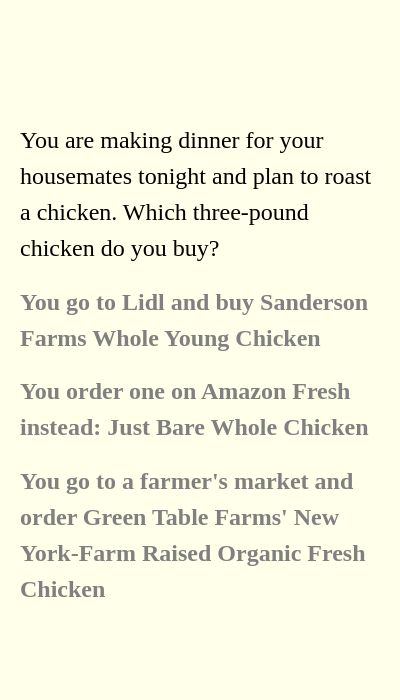 You are making dinner for your
housemates tonight and plan to roast
a chicken. Which three-pound
chicken do you buy?
You go to Lidl and buy Sanderson
Farms Whole Young Chicken
You order one on Amazon Fresh
instead: Just Bare Whole Chicken
You go to a farmer's market and
order Green Table Farms' New
York-Farm Raised Organic Fresh
Chicken